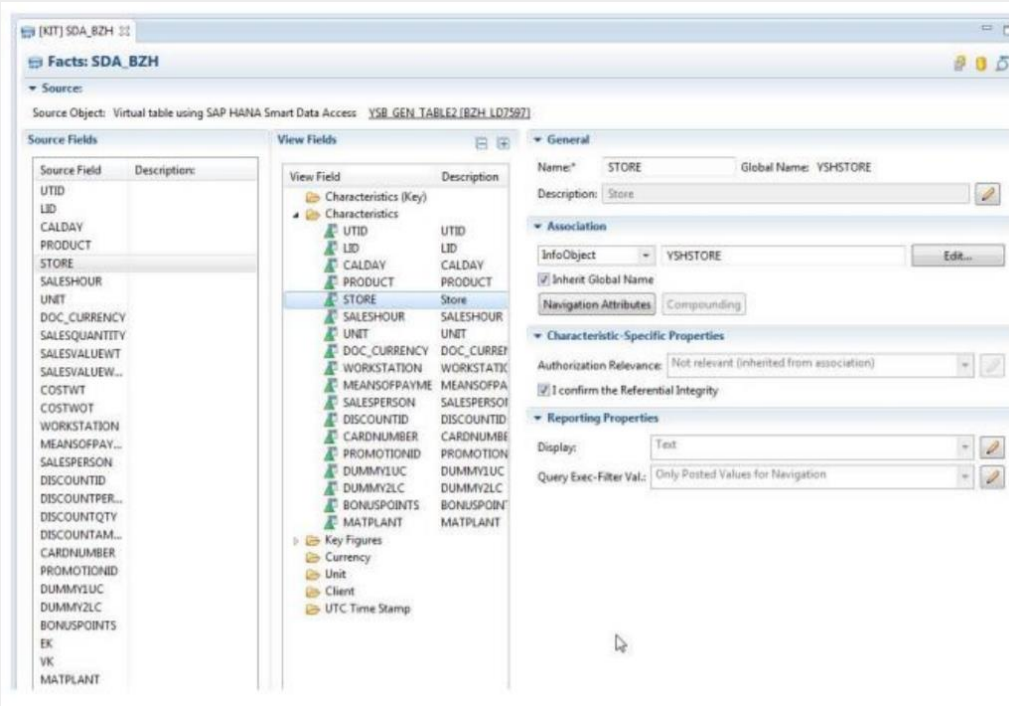 [KIT] SDA_BZH
Facts: SDA_BZH
Source:
Source Object: Virtual table using SAP HANA Smart Data Access YSB_GEN_TABLE2 [BZH_LD7597]
Source Fields
Source Field Description:
UTID
LID
CALDAY
PRODUCT
STORE
SALESHOUR
UNIT
DOC_CURRENCY
SALESQUANTITY
SALESVALUEWT
SALESVALUEW...
COSTWT
COSTWOT
WORKSTATION
MEANSOFPAY...
SALESPERSON
DISCOUNTID
DISCOUNTPER...
DISCOUNTQTY
DISCOUNTAM...
CARDNUMBER
PROMOTIONID
DUMMY1UC
DUMMY2LC
BONUSPOINTS
EK
VK
MATPLANT
View Fields
View Field Description
Characteristics (Key)
Characteristics
UTID UTID
LID LID
CALDAY CALDAY
PRODUCT PRODUCT
STORE Store
SALESHOUR SALESHOUR
UNIT UNIT
DOC_CURRENCY DOC_CURREN
WORKSTATION WORKSTATIO
MEANSOFPAYME MEANSOFPA
SALESPERSON SALESPERSON
DISCOUNTID DISCOUNTID
CARDNUMBER CARDNUMBE
PROMOTIONID PROMOTION
DUMMY1UC DUMMY1UC
DUMMY2LC DUMMY2LC
BONUSPOINTS BONUSPOINT
MATPLANT MATPLANT
Key Figures
Currency
Unit
Client
UTC Time Stamp
General
Name:* STORE Global Name: YSHSTORE
Description: Store
Association
InfoObject YSHSTORE Edit...
Inherit Global Name
Navigation Attributes Compounding
Characteristic-Specific Properties
Authorization Relevance: Not relevant (inherited from association)
I confirm the Referential Integrity
Reporting Properties
Display: Text
Query Exec-Filter Val.: Only Posted Values for Navigation